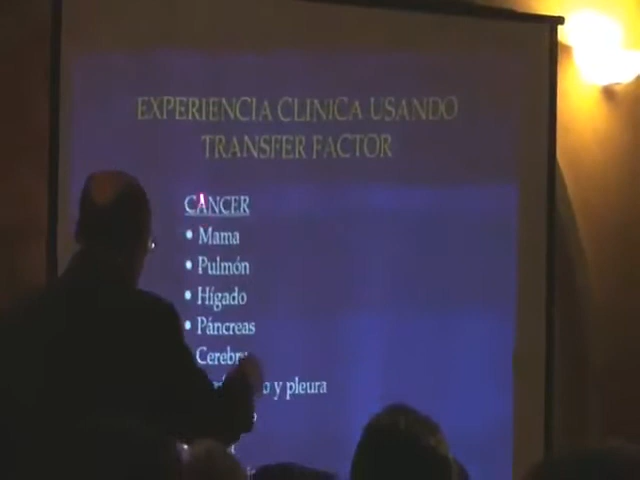 EXPERIENCIA CLINICA USANDO
TRANSFER FACTOR
CANCER
• Mama
• Pulmón
• Hígado
• Páncreas
y pleura